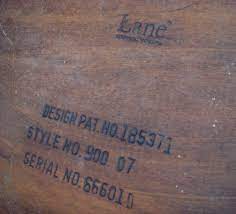 Lane
DESIGN PAT. NO. 185371
STYLE NO. 900 07
SERIAL NO. 666010